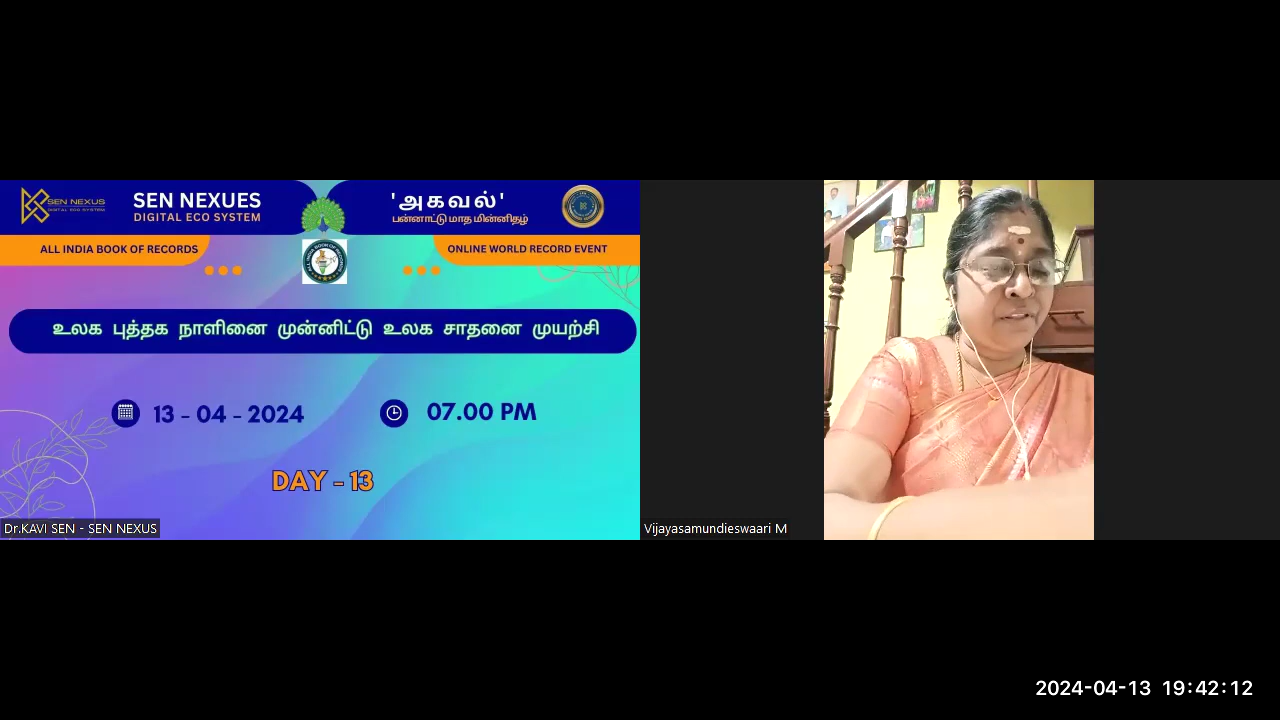 SEN NEXUS
DIGITAL ECO SYSTEM
SEN NEXUES
DIGITAL ECO SYSTEM
'அகவல்'
பன்னாட்டு மாத மின்னிதழ்
ALL INDIA BOOK OF RECORDS
ONLINE WORLD RECORD EVENT
உலக புத்தக நாளினை முன்னிட்டு உலக சாதனை முயற்சி
13 - 04 - 2024
07.00 PM
DAY - 13
Dr.KAVI SEN - SEN NEXUS
Vijayasamundieswaari M
2024-04-13 19:42:12